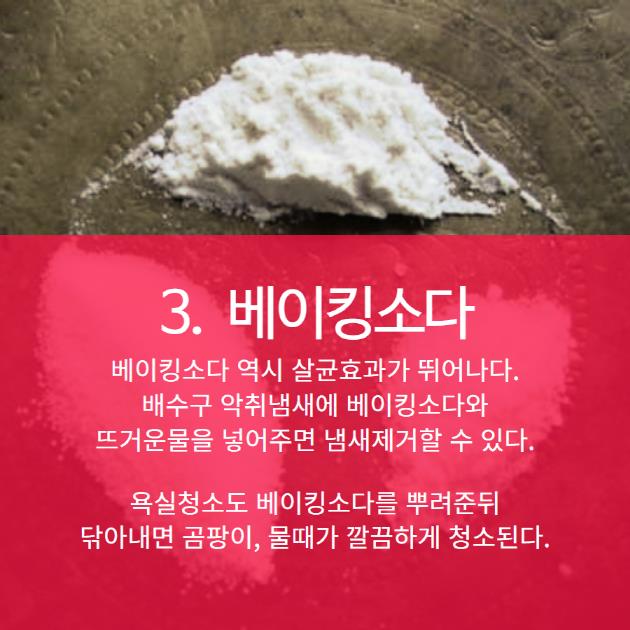 3. 베이킹소다
베이킹소다 역시 살균효과가 뛰어나다.
배수구 악취냄새에 베이킹소다와
뜨거운물을 넣어주면 냄새제거할 수 있다.
욕실청소도 베이킹소다를 뿌려준뒤
닦아내면 곰팡이, 물때가 깔끔하게 청소된다.